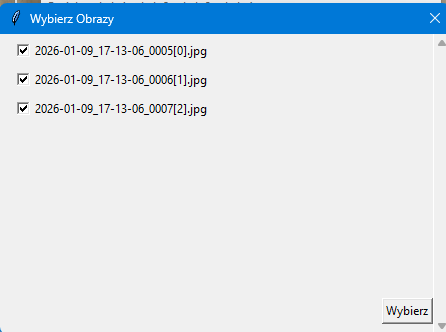 Wybierz Obrazy
2026-01-09_17-13-06_0005[0].jpg
2026-01-09_17-13-06_0006[1].jpg
2026-01-09_17-13-06_0007[2].jpg
Wybierz